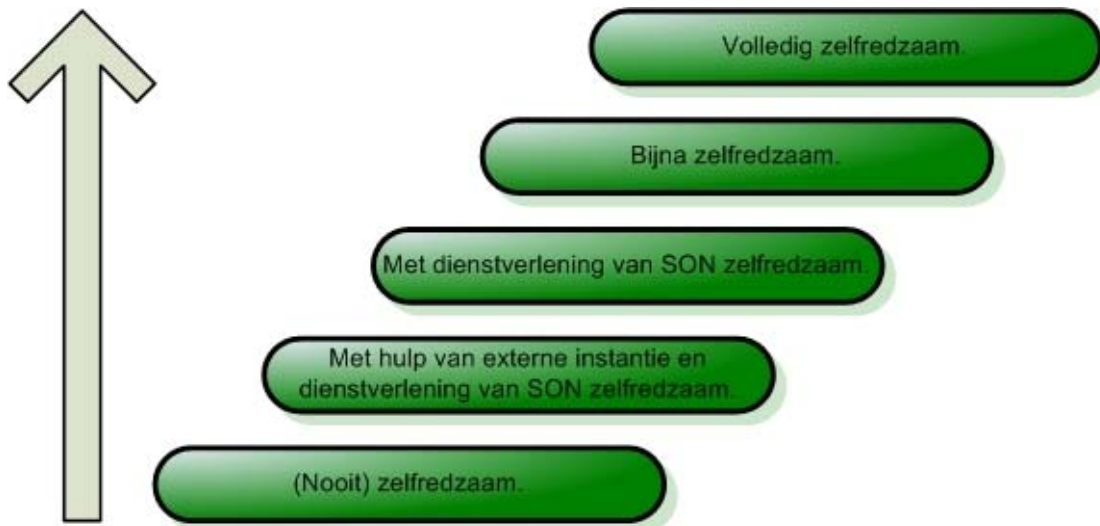 Volledig zelfredzaam.
Bijna zelfredzaam.
Met dienstverlening van SON zelfredzaam.
Met hulp van externe instantie en
dienstverlening van SON zelfredzaam.
(Nooit) zelfredzaam.